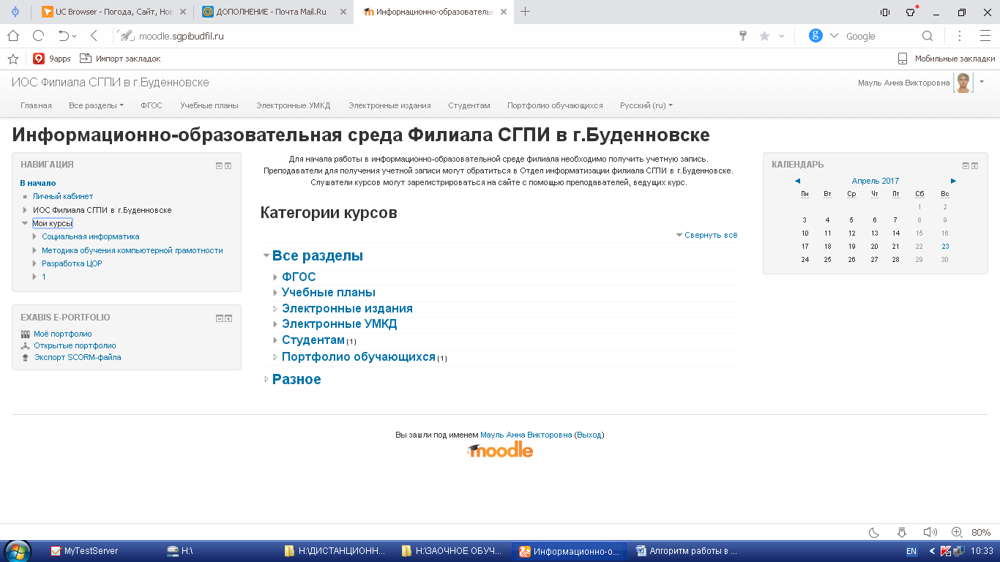 UC Browser - Погода, Сайт, Нов
ДОПОЛНЕНИЕ - Почта Mail.Ru
Информационно-образователь
moodle.sgpibudfil.ru
Google
9apps
Импорт закладок
Мобильные закладки
ИОС Филиала СГПИ в г.Буденновске
Мауль Анна Викторовна
Главная Все разделы ФГОС Учебные планы Электронные УМКД Электронные издания Студентам Портфолио обучающихся Русский (ru)
Информационно-образовательная среда Филиала СГПИ в г.Буденновске
НАВИГАЦИЯ
В начало
Личный кабинет
ИОС Филиала СГПИ в г.Буденновске
Мои курсы
Социальная информатика
Методика обучения компьютерной грамотности
Разработка ЦОР
1
EXABIS E-PORTFOLIO
Моё портфолио
Открытые портфолио
Экспорт SCORM-файла
Для начала работы в информационно-образовательной среде филиала необходимо получить учетную запись.
Преподаватели для получения учетной записи могут обратиться в Отдел информатизации филиала СГПИ в г.Буденновске.
Слушатели курсов могут зарегистрироваться на сайте с помощью преподавателей, ведущих курс.
Категории курсов
Свернуть всё
Все разделы
ФГОС
Учебные планы
Электронные издания
Электронные УМКД
Студентам (1)
Портфолио обучающихся (1)
Разное
КАЛЕНДАРЬ
Апрель 2017
Пн Вт Ср Чт Пт Сб Вс
1 2
3 4 5 6 7 8 9
10 11 12 13 14 15 16
17 18 19 20 21 22 23
24 25 26 27 28 29 30
Вы зашли под именем Мауль Анна Викторовна (Выход)
moodle
80%
MyTestServer
H:\
H:\ДИСТАНЦИОНН...
H:\ЗАОЧНОЕ ОБУЧ...
Информационно-о...
Алгоритм работы в ...
EN
10:33